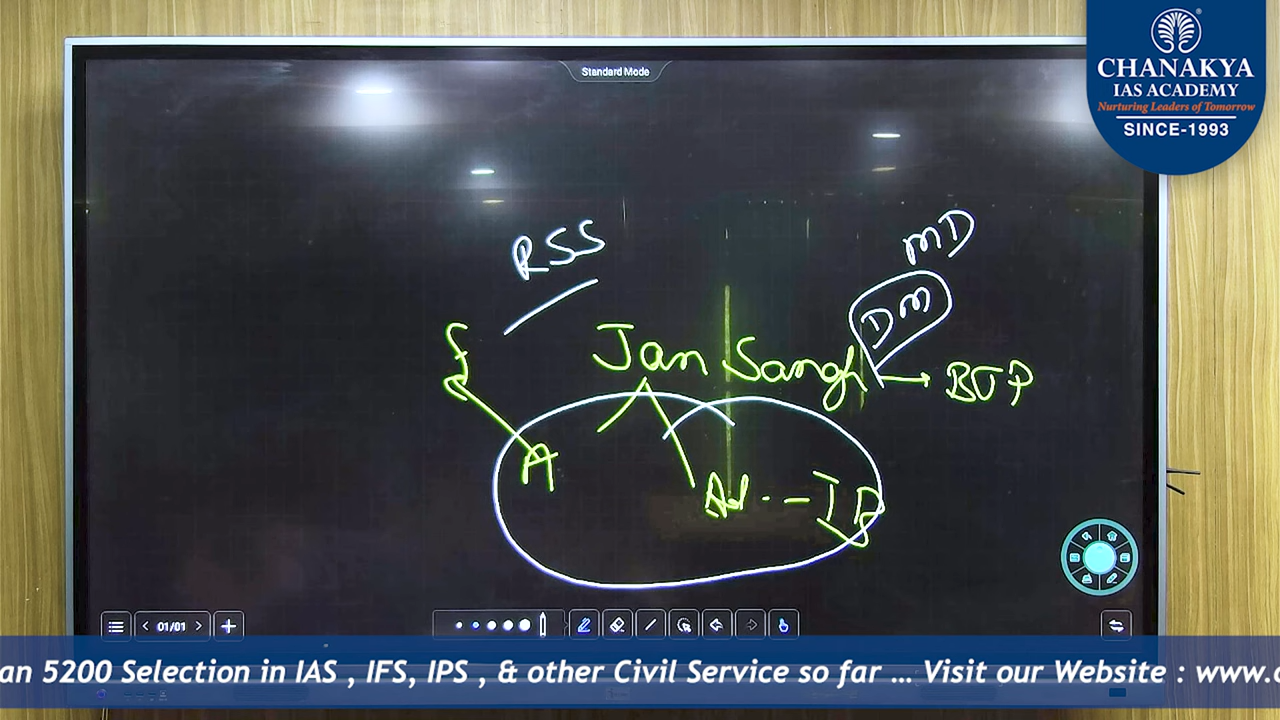 Standard Mode
CHANAKYA
IAS ACADEMY
Nurturing Leaders of Tomorrow
SINCE-1993
RSS
MD
DM
Jan Sangh → BJP
A
01/01
an 5200 Selection in IAS , IFS, IPS , & other Civil Service so far ... Visit our Website : www.c